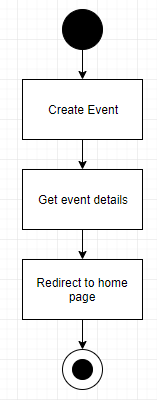 Create Event
Get event details
Redirect to home
page